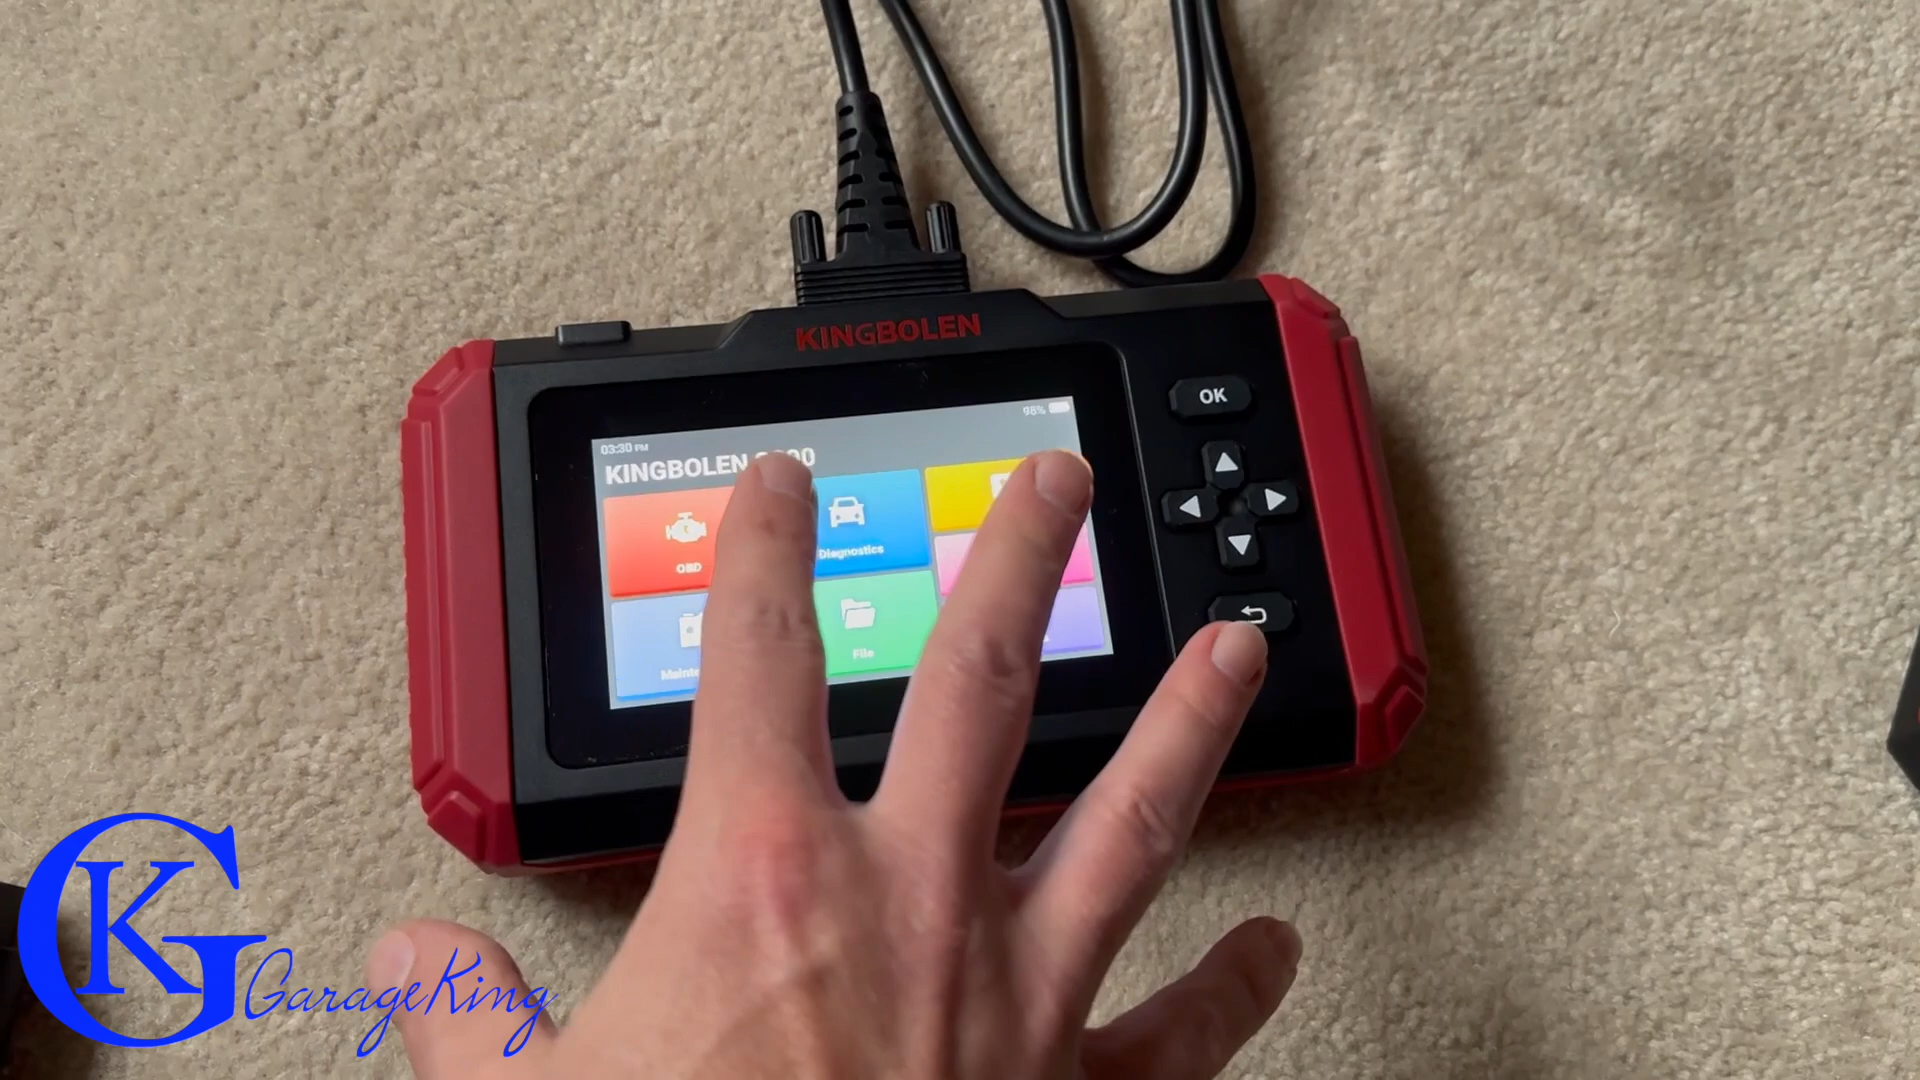 KINGBOLEN
OK
03:30 PM
98%
KINGBOLEN
OBD
Diagnostics
File
GK
GarageKing